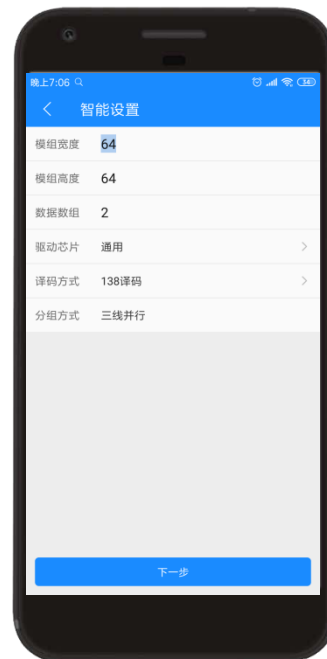 晚上7:06
智能设置
模组宽度 64
模组高度 64
数据数组 2
驱动芯片 通用
译码方式 138译码
分组方式 三线并行
下一步